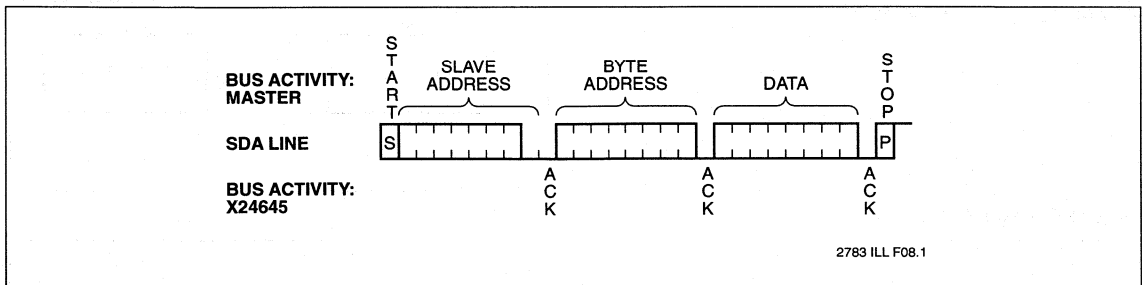 START
STOP
BUS ACTIVITY:
MASTER
SLAVE
ADDRESS
BYTE
ADDRESS
DATA
SDA LINE
S
P
BUS ACTIVITY:
X24645
ACK
ACK
ACK
2783 ILL F08.1